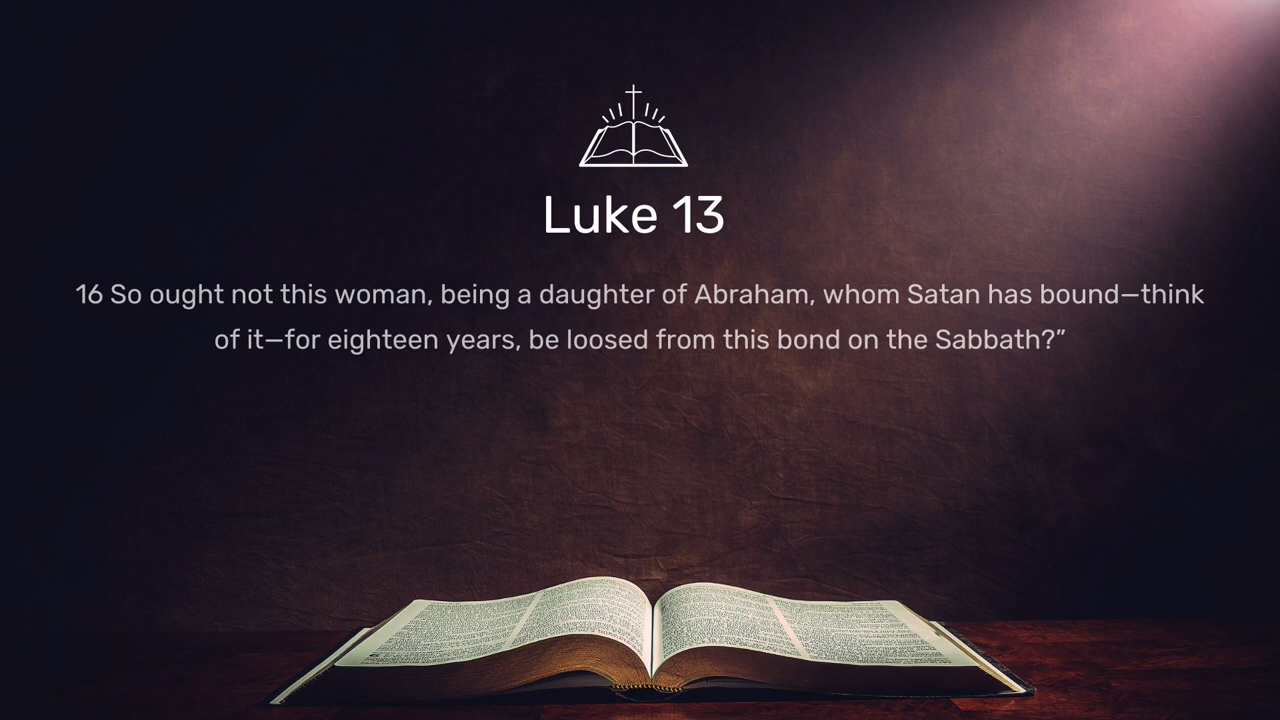 Luke 13
16 So ought not this woman, being a daughter of Abraham, whom Satan has bound—think
of it—for eighteen years, be loosed from this bond on the Sabbath?”